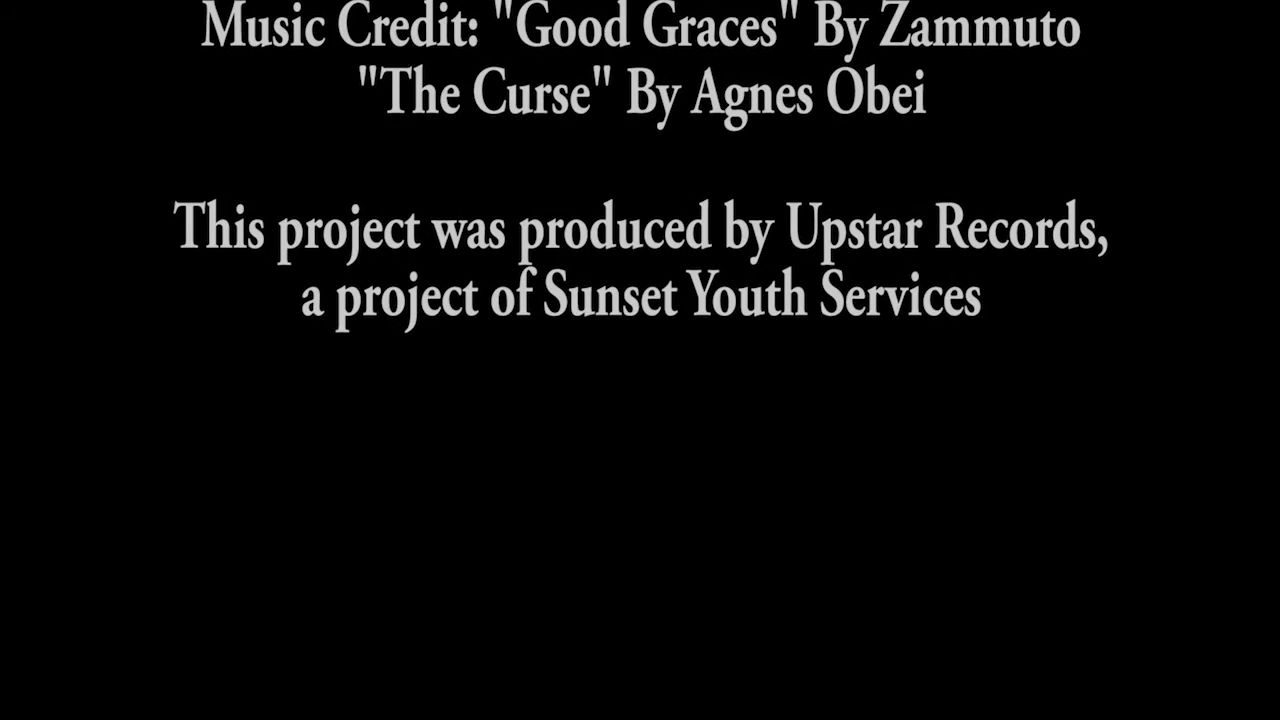 Music Credit: "Good Graces" By Zammuto
"The Curse" By Agnes Obei
This project was produced by Upstar Records,
a project of Sunset Youth Services